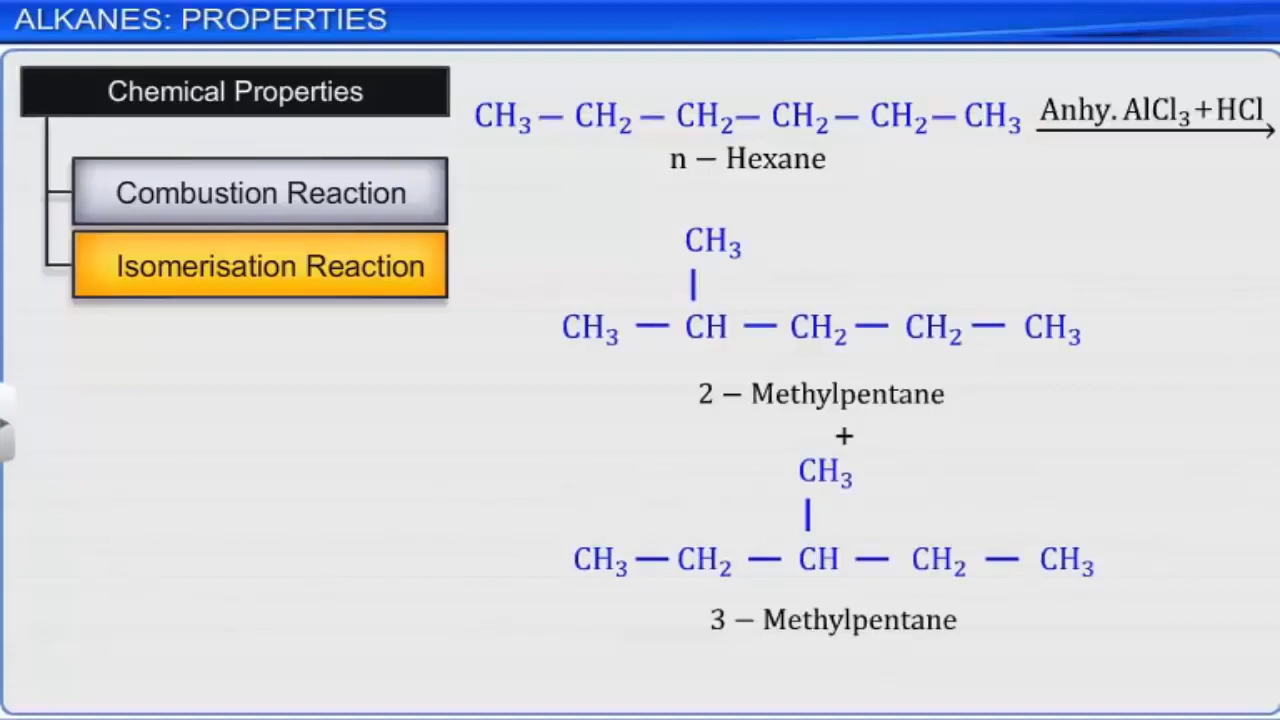 ALKANES: PROPERTIES
Chemical Properties
Combustion Reaction
Isomerisation Reaction
CH₃ — CH₂ — CH₂ — CH₂ — CH₂ — CH₃ Anhy. AlCl₃+HCl
n − Hexane
CH₃
|
CH₃ — CH — CH₂ — CH₂ — CH₃
2 − Methylpentane
+
CH₃
|
CH₃ — CH₂ — CH — CH₂ — CH₃
3 − Methylpentane